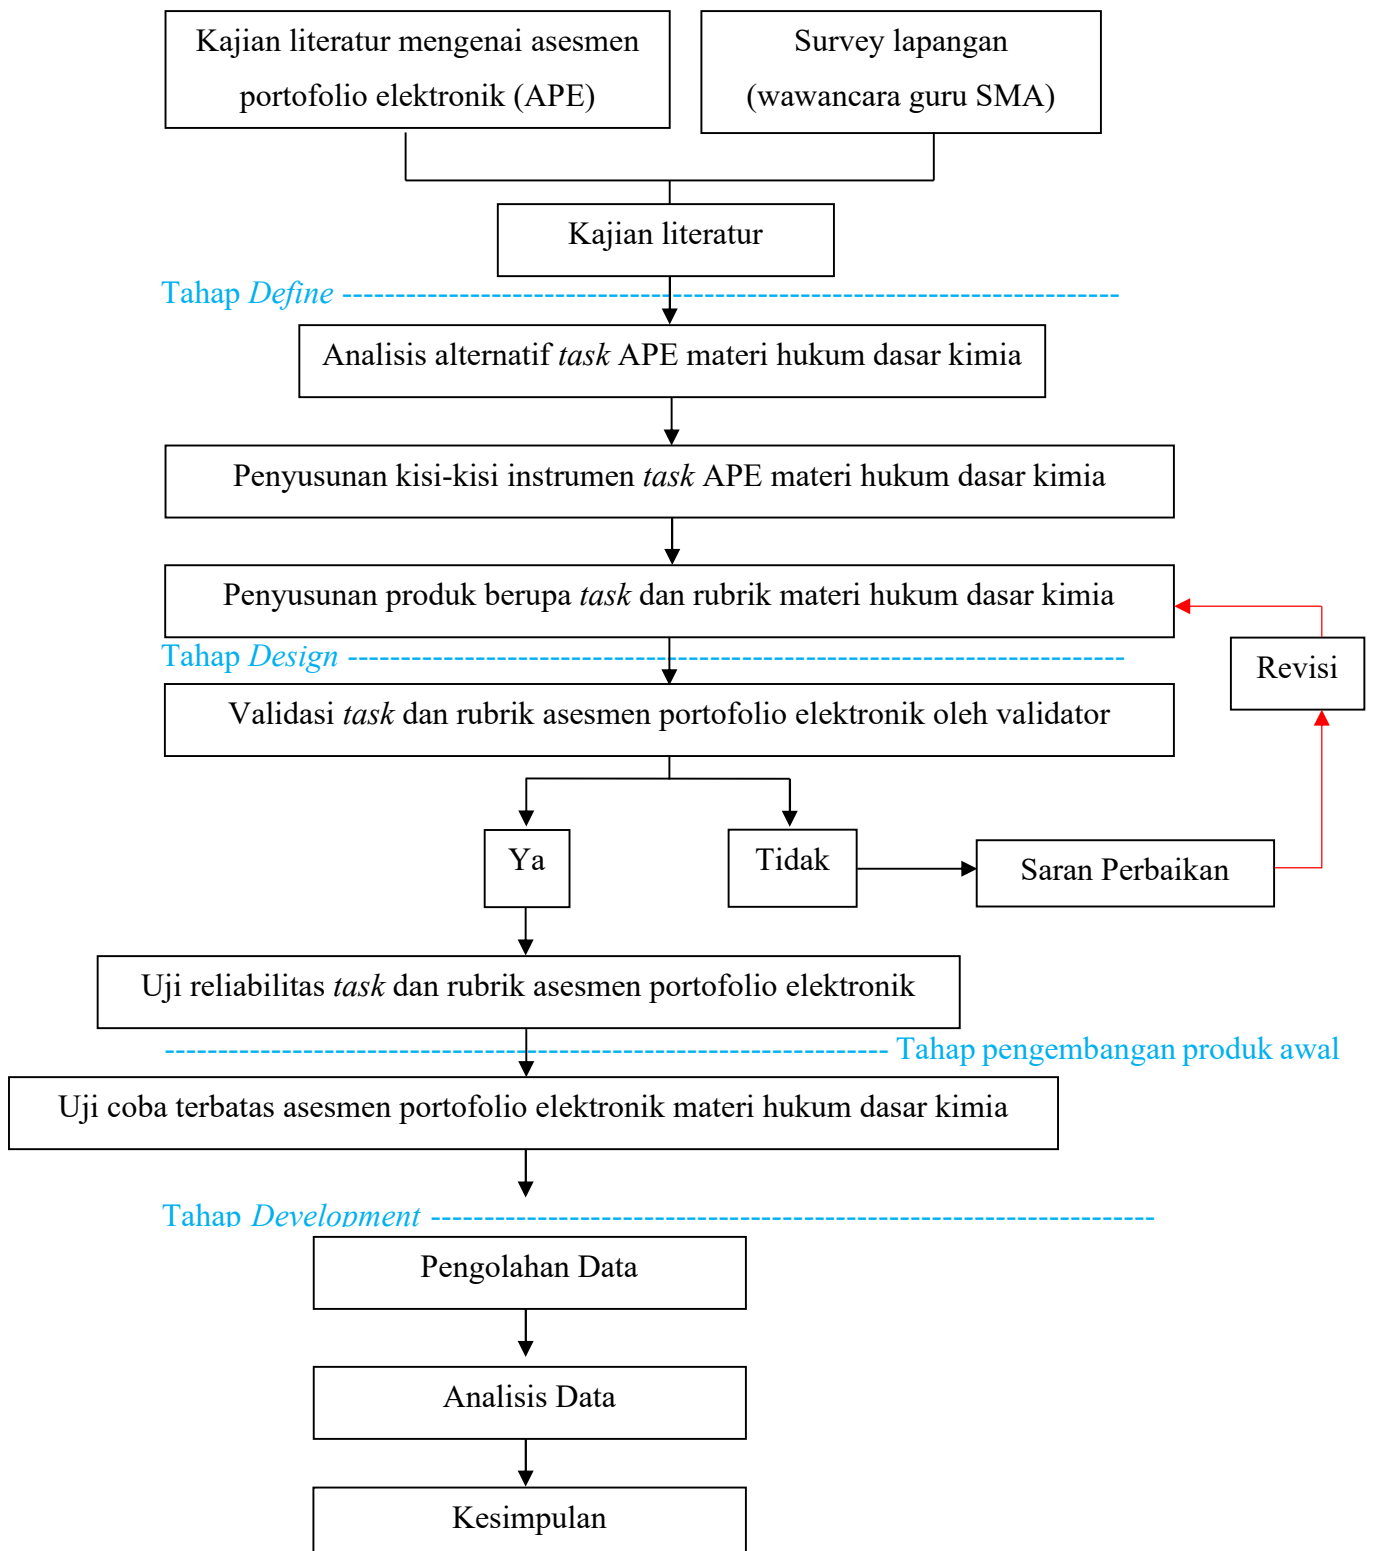 Kajian literatur mengenai asesmen
portofolio elektronik (APE)
Survey lapangan
(wawancara guru SMA)
Kajian literatur
Tahap Define
Analisis alternatif task APE materi hukum dasar kimia
Penyusunan kisi-kisi instrumen task APE materi hukum dasar kimia
Penyusunan produk berupa task dan rubrik materi hukum dasar kimia
Tahap Design
Revisi
Validasi task dan rubrik asesmen portofolio elektronik oleh validator
Ya
Tidak
Saran Perbaikan
Uji reliabilitas task dan rubrik asesmen portofolio elektronik
Tahap pengembangan produk awal
Uji coba terbatas asesmen portofolio elektronik materi hukum dasar kimia
Tahap Development
Pengolahan Data
Analisis Data
Kesimpulan